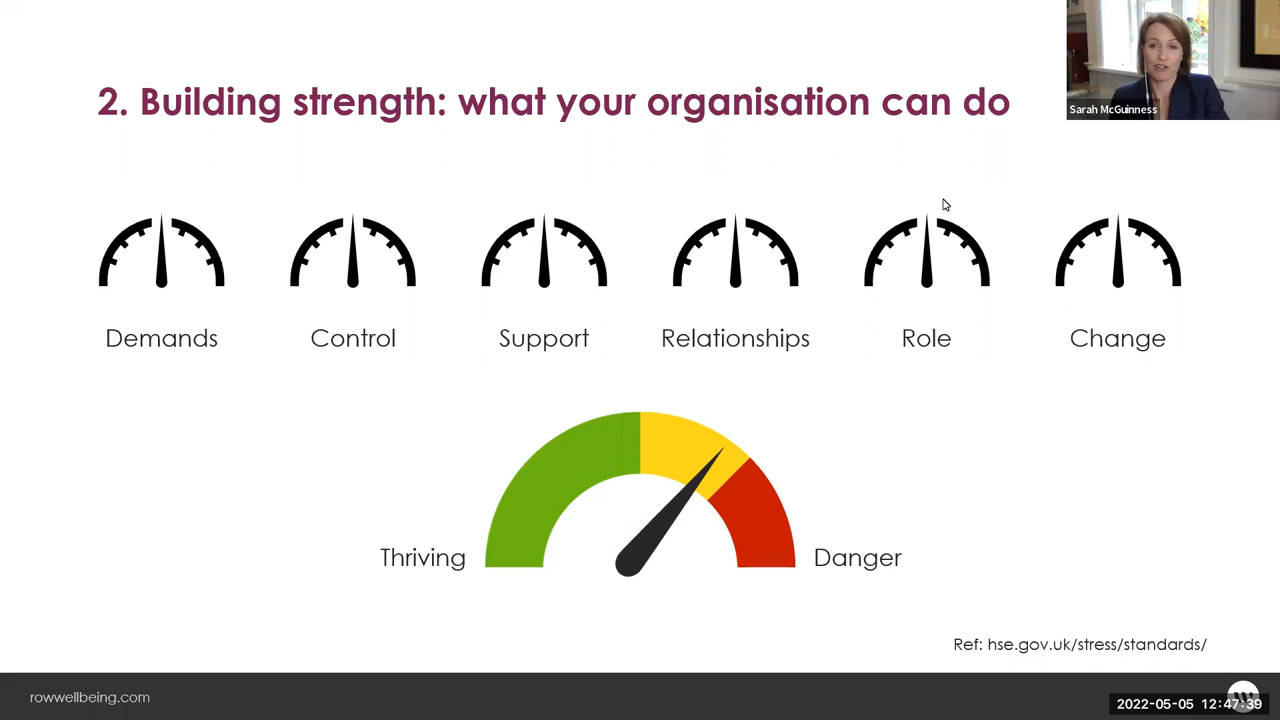 2. Building strength: what your organisation can do
Sarah McGuinness
Demands
Control
Support
Relationships
Role
Change
Thriving
Danger
Ref: hse.gov.uk/stress/standards/
rowwellbeing.com
2022-05-05 12:47:39